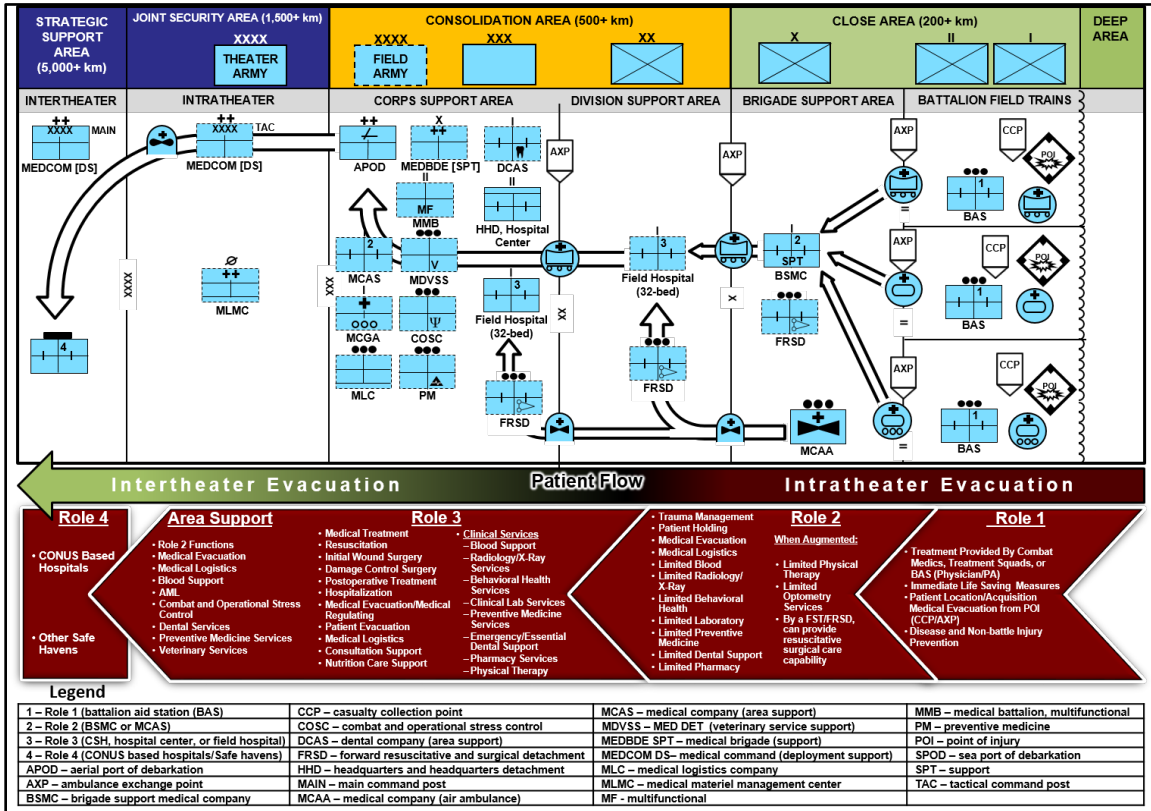 STRATEGIC
SUPPORT
AREA
(5,000+ km)
JOINT SECURITY AREA (1,500+ km)
XXXX
THEATER
ARMY
CONSOLIDATION AREA (500+ km)
XXXX
FIELD
ARMY
XXX
XX
CLOSE AREA (200+ km)
X
II
I
DEEP
AREA
INTERTHEATER
INTRATHEATER
CORPS SUPPORT AREA
DIVISION SUPPORT AREA
BRIGADE SUPPORT AREA
BATTALION FIELD TRAINS
++
XXXX
MAIN
MEDCOM [DS]
++
XXXX
TAC
MEDCOM [DS]
++
APOD
X
++
MEDBDE [SPT]
I
DCAS
II
MF
MMB
II
HHD, Hospital
Center
I
2
MCAS
V
MDVSS
I
MCGA
Ψ
COSC
MLC
PM
I
3
Field Hospital
(32-bed)
FRSD
I
3
Field Hospital
(32-bed)
FRSD
AXP
AXP
I
2
SPT
BSMC
FRSD
MCAA
AXP
CCP
POI
1
BAS
=
AXP
CCP
POI
1
BAS
=
AXP
CCP
POI
1
BAS
=
++
MLMC
4
XXXX
XXX
XX
X
Intertheater Evacuation
Patient Flow
Intratheater Evacuation
Role 4
• CONUS Based
Hospitals
• Other Safe
Havens
Area Support
• Role 2 Functions
• Medical Evacuation
• Medical Logistics
• Blood Support
• AML
• Combat and Operational Stress
Control
• Dental Services
• Preventive Medicine Services
• Veterinary Services
Role 3
• Medical Treatment
• Resuscitation
• Initial Wound Surgery
• Damage Control Surgery
• Postoperative Treatment
• Hospitalization
• Medical Evacuation/Medical
Regulating
• Patient Evacuation
• Medical Logistics
• Consultation Support
• Nutrition Care Support
• Clinical Services
– Blood Support
– Radiology/X-Ray
Services
– Behavioral Health
Services
– Clinical Lab Services
– Preventive Medicine
Services
– Emergency/Essential
Dental Support
– Pharmacy Services
– Physical Therapy
• Trauma Management
• Patient Holding
• Medical Evacuation
• Medical Logistics
• Limited Blood
• Limited Radiology/
X-Ray
• Limited Behavioral
Health
• Limited Laboratory
• Limited Preventive
Medicine
• Limited Dental Support
• Limited Pharmacy
Role 2
When Augmented:
• Limited Physical
Therapy
• Limited
Optometry
Services
• By a FST/FRSD,
can provide
resuscitative
surgical care
capability
Role 1
• Treatment Provided By Combat
Medics, Treatment Squads, or
BAS (Physician/PA)
• Immediate Life Saving Measures
• Patient Location/Acquisition
Medical Evacuation from POI
(CCP/AXP)
• Disease and Non-battle Injury
Prevention
Legend
1 – Role 1 (battalion aid station (BAS)
2 – Role 2 (BSMC or MCAS)
3 – Role 3 (CSH, hospital center, or field hospital)
4 – Role 4 (CONUS based hospitals/Safe havens)
APOD – aerial port of debarkation
AXP – ambulance exchange point
BSMC – brigade support medical company
CCP – casualty collection point
COSC – combat and operational stress control
DCAS – dental company (area support)
FRSD – forward resuscitative and surgical detachment
HHD – headquarters and headquarters detachment
MAIN – main command post
MCAA – medical company (air ambulance)
MCAS – medical company (area support)
MDVSS – MED DET (veterinary service support)
MEDBDE SPT – medical brigade (support)
MEDCOM DS– medical command (deployment support)
MLC – medical logistics company
MLMC – medical materiel management center
MF - multifunctional
MMB – medical battalion, multifunctional
PM – preventive medicine
POI – point of injury
SPOD – sea port of debarkation
SPT – support
TAC – tactical command post